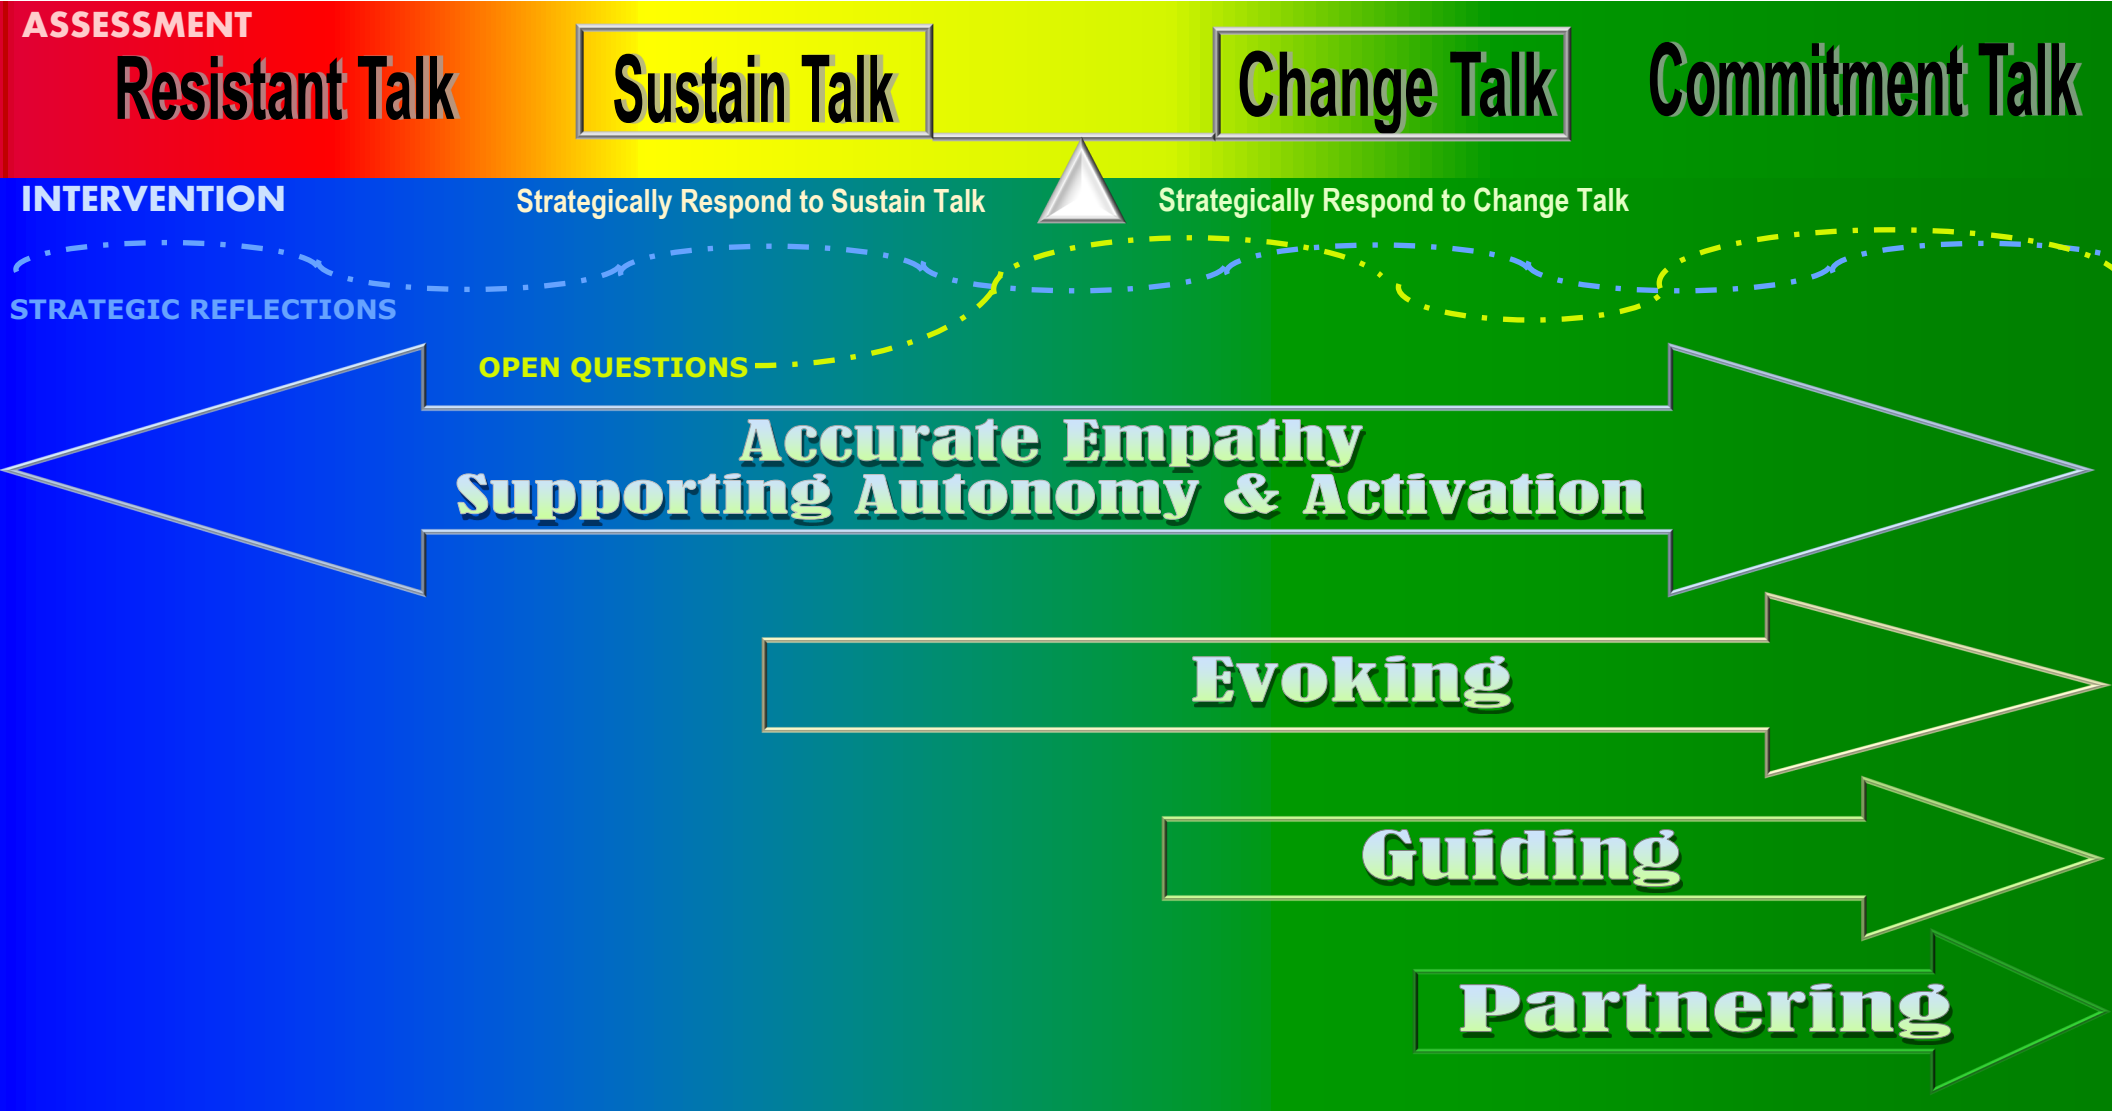 ASSESSMENT
Resistant Talk
Sustain Talk
Change Talk
Commitment Talk
INTERVENTION
Strategically Respond to Sustain Talk
Strategically Respond to Change Talk
STRATEGIC REFLECTIONS
OPEN QUESTIONS
Accurate Empathy
Supporting Autonomy & Activation
Evoking
Guiding
Partnering